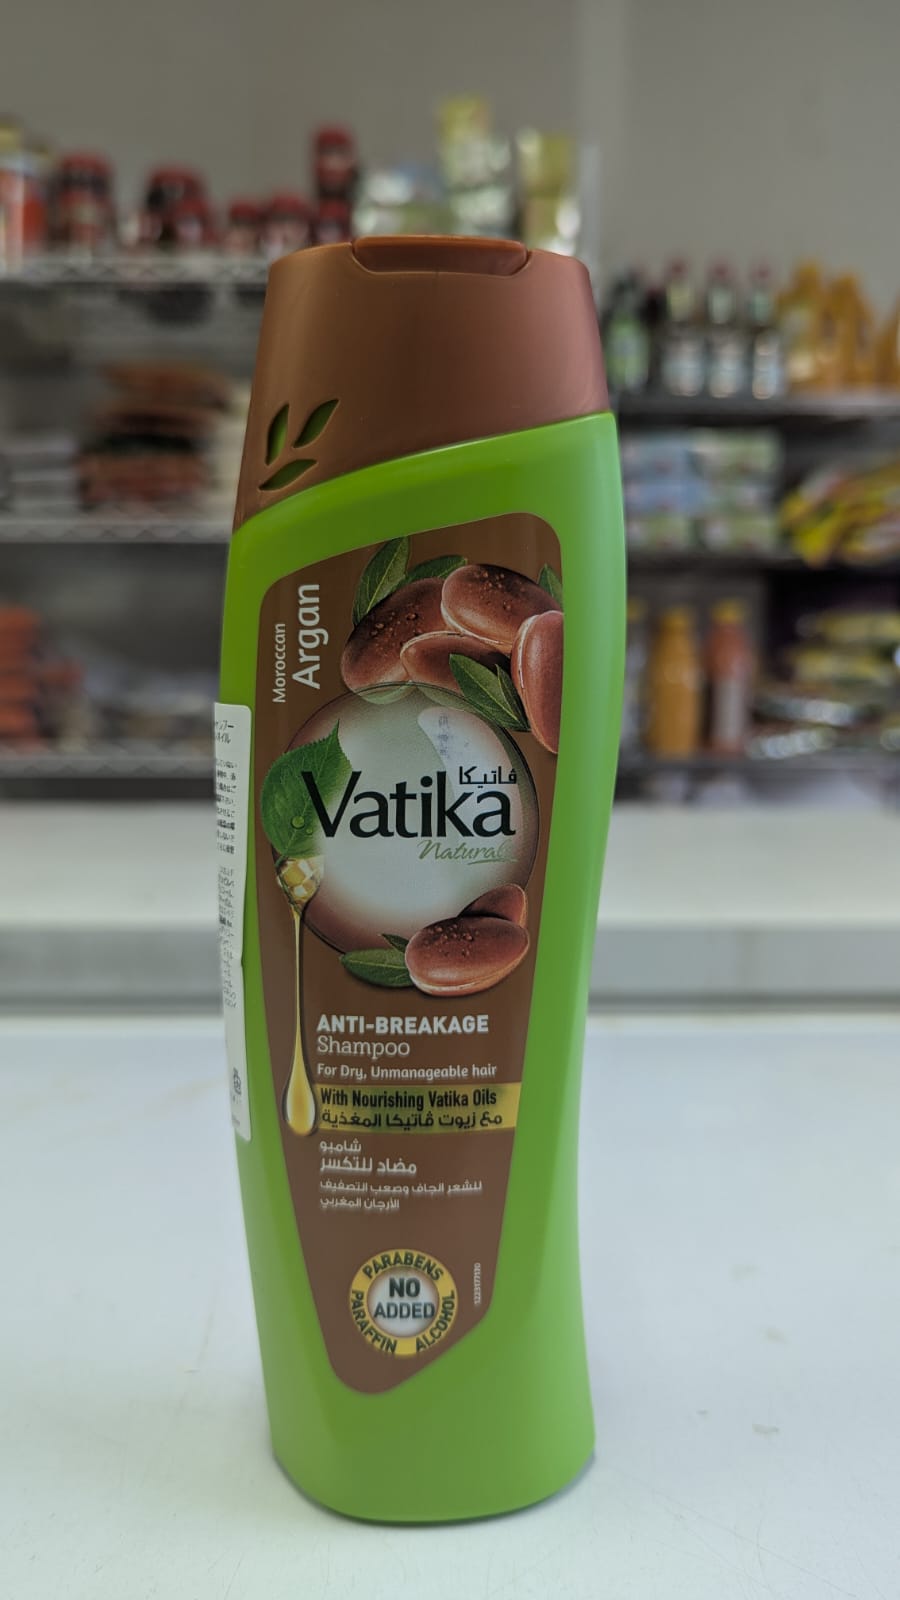 Moroccan
Argan
فاتيكا
Vatika
Naturals
ANTI-BREAKAGE
Shampoo
For Dry, Unmanageable hair
With Nourishing Vatika Oils
مع زيوت ڤاتيكا المغذية
شامبو
مضاد للتكسر
للشعر الجاف وصعب التصفيف
الأرجان المغربي
PARABENS
NO
ADDED
PARAFFIN ALCOHOL